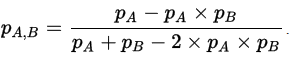 p_{A,B} = \frac{p_A - p_A \times p_B}{p_A + p_B - 2 \times p_A \times p_B}.